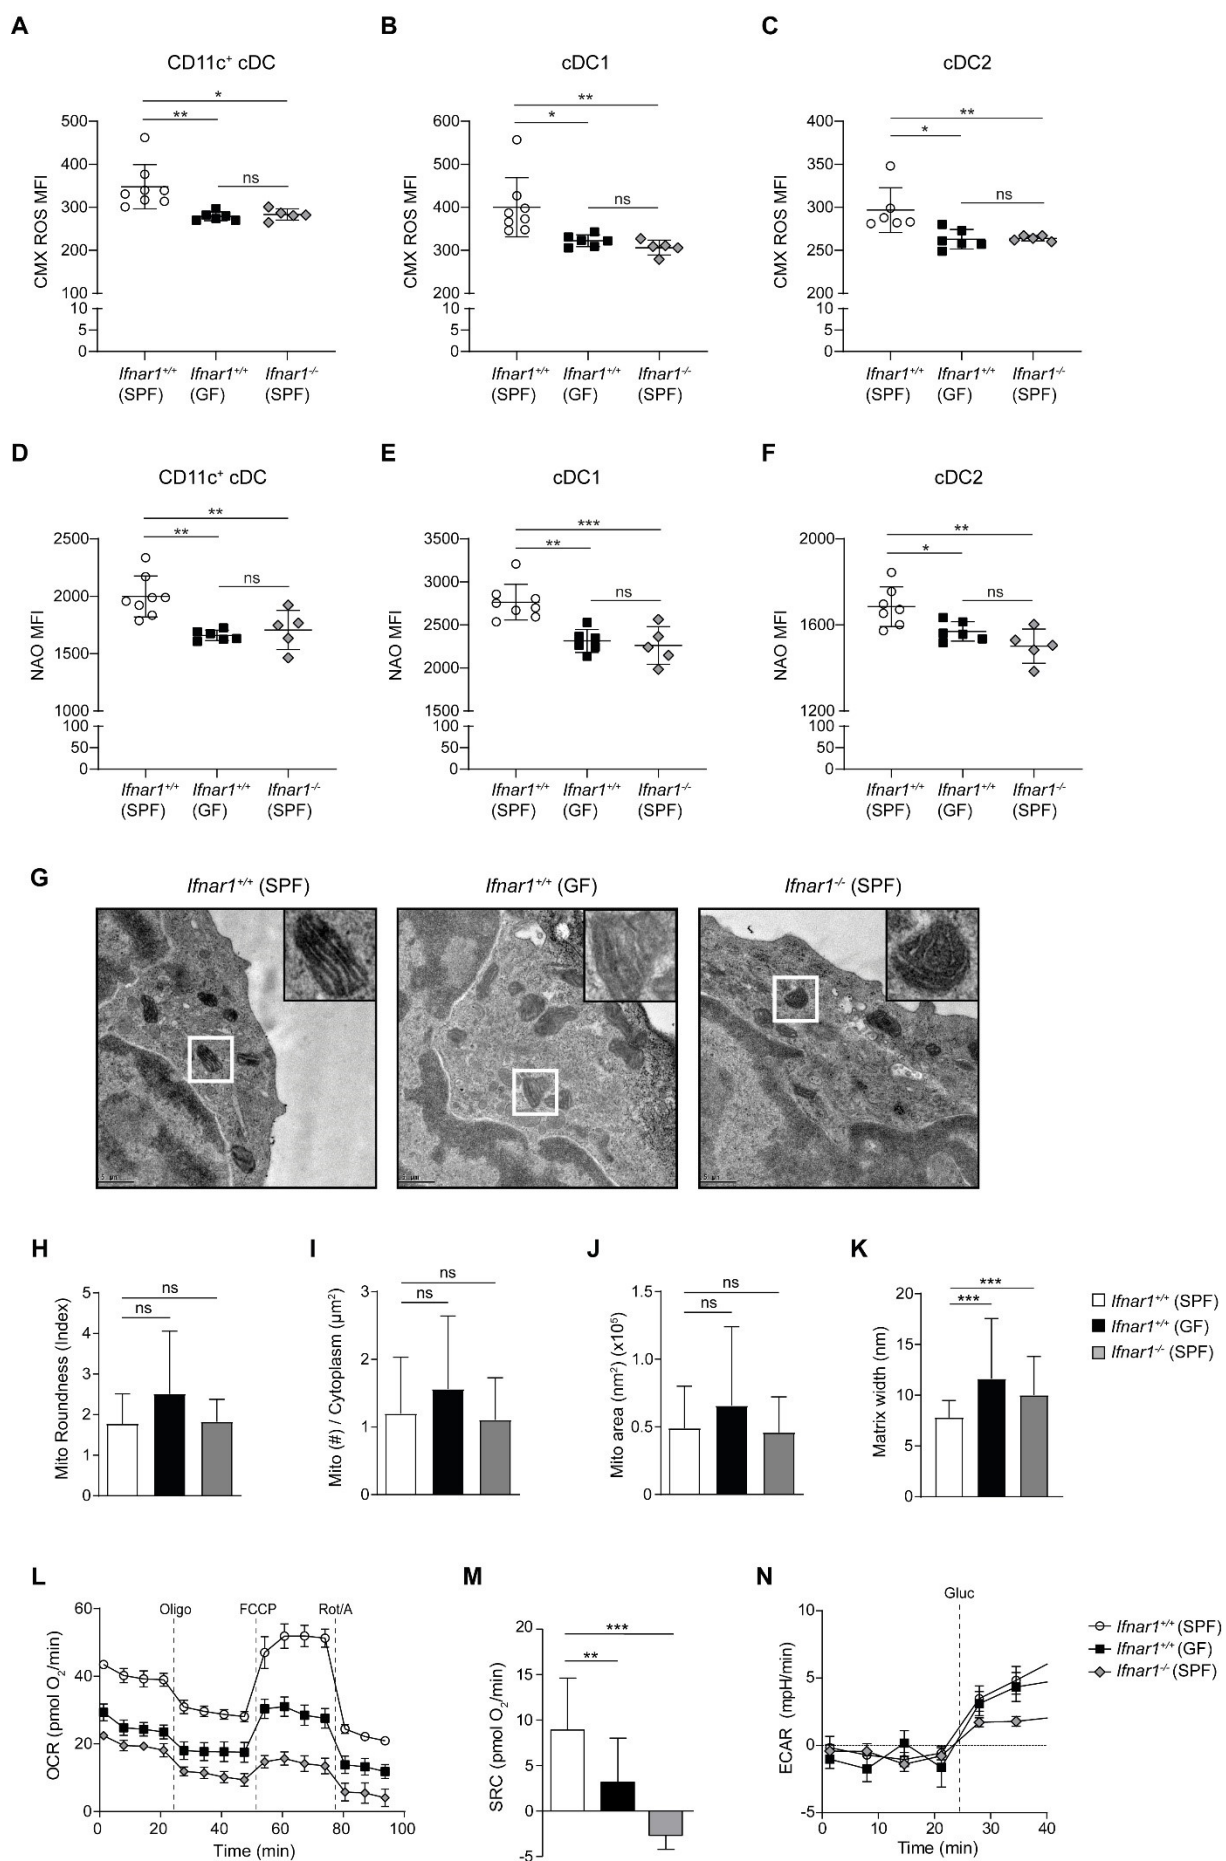 A
B
C
CD11c⁺ cDC
cDC1
cDC2
*
**
**
**
*
*
ns
ns
ns
CMX ROS MFI
500
400
300
200
100
10
5
0
CMX ROS MFI
600
500
400
300
200
10
5
0
CMX ROS MFI
400
350
300
250
200
10
5
0
Ifnar1⁺/⁺ Ifnar1⁺/⁺ Ifnar1⁻/⁻
(SPF) (GF) (SPF)
Ifnar1⁺/⁺ Ifnar1⁺/⁺ Ifnar1⁻/⁻
(SPF) (GF) (SPF)
Ifnar1⁺/⁺ Ifnar1⁺/⁺ Ifnar1⁻/⁻
(SPF) (GF) (SPF)
D
E
F
CD11c⁺ cDC
cDC1
cDC2
**
**
ns
***
**
ns
**
*
ns
NAO MFI
2500
2000
1500
1000
100
50
0
NAO MFI
3500
3000
2500
2000
1500
100
50
0
NAO MFI
2000
1600
1200
100
50
0
Ifnar1⁺/⁺ Ifnar1⁺/⁺ Ifnar1⁻/⁻
(SPF) (GF) (SPF)
Ifnar1⁺/⁺ Ifnar1⁺/⁺ Ifnar1⁻/⁻
(SPF) (GF) (SPF)
Ifnar1⁺/⁺ Ifnar1⁺/⁺ Ifnar1⁻/⁻
(SPF) (GF) (SPF)
G
Ifnar1⁺/⁺ (SPF)
Ifnar1⁺/⁺ (GF)
Ifnar1⁻/⁻ (SPF)
H
I
J
K
Mito Roundness (Index)
5
4
3
2
1
0
ns
ns
Mito (#) / Cytoplasm (µm²)
3
2
1
0
ns
ns
Mito area (nm²) (x10⁵)
1.5
1.0
0.5
0
ns
ns
Matrix width (nm)
20
15
10
5
0
***
***
Ifnar1⁺/⁺ (SPF)
Ifnar1⁺/⁺ (GF)
Ifnar1⁻/⁻ (SPF)
L
M
N
OCR (pmol O₂/min)
60
40
20
0
Oligo
FCCP
Rot/A
0 20 40 60 80 100
Time (min)
SRC (pmol O₂/min)
20
15
10
5
0
-5
***
**
ECAR (mpH/min)
10
5
0
-5
Gluc
0 10 20 30 40
Time (min)
Ifnar1⁺/⁺ (SPF)
Ifnar1⁺/⁺ (GF)
Ifnar1⁻/⁻ (SPF)